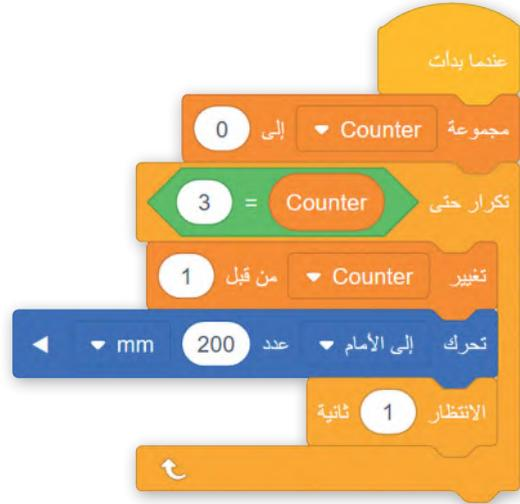 عندما بدأت
مجموعة Counter إلى 0
تكرار حتى Counter = 3
تغيير Counter من قبل 1
تحرك إلى الأمام عدد 200 mm
الانتظار 1 ثانية